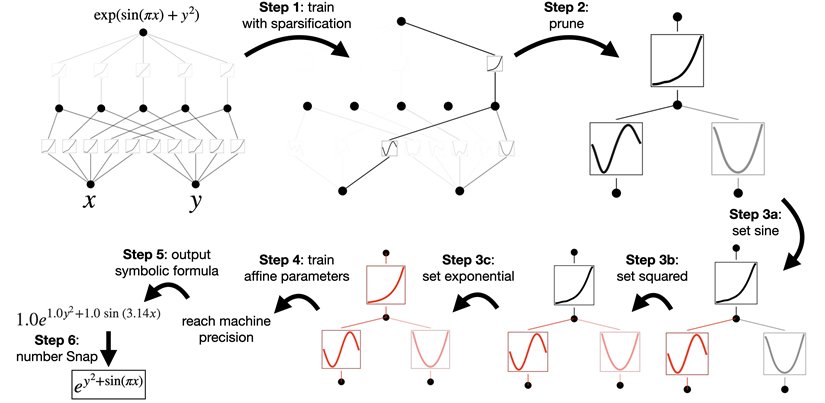 exp(sin(πx) + y²)
Step 1: train
with sparsification
Step 2:
prune
x
y
Step 3a:
set sine
Step 3b:
set squared
Step 3c:
set exponential
Step 4: train
affine parameters
reach machine
precision
Step 5: output
symbolic formula
1.0e^{1.0y²+1.0 sin (3.14x)}
Step 6:
number Snap
e^{y²+sin(πx)}